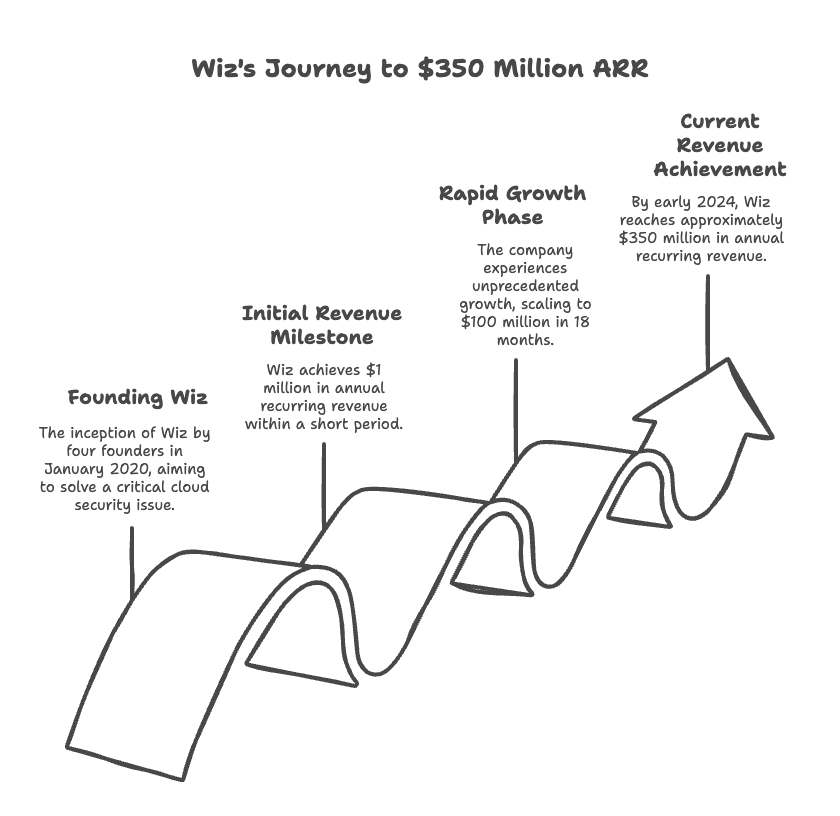 Wiz's Journey to $350 Million ARR
Founding Wiz
The inception of Wiz by
four founders in
January 2020, aiming
to solve a critical cloud
security issue.
Initial Revenue
Milestone
Wiz achieves $1
million in annual
recurring revenue
within a short period.
Rapid Growth
Phase
The company
experiences
unprecedented
growth, scaling to
$100 million in 18
months.
Current
Revenue
Achievement
By early 2024, Wiz
reaches approximately
$350 million in annual
recurring revenue.